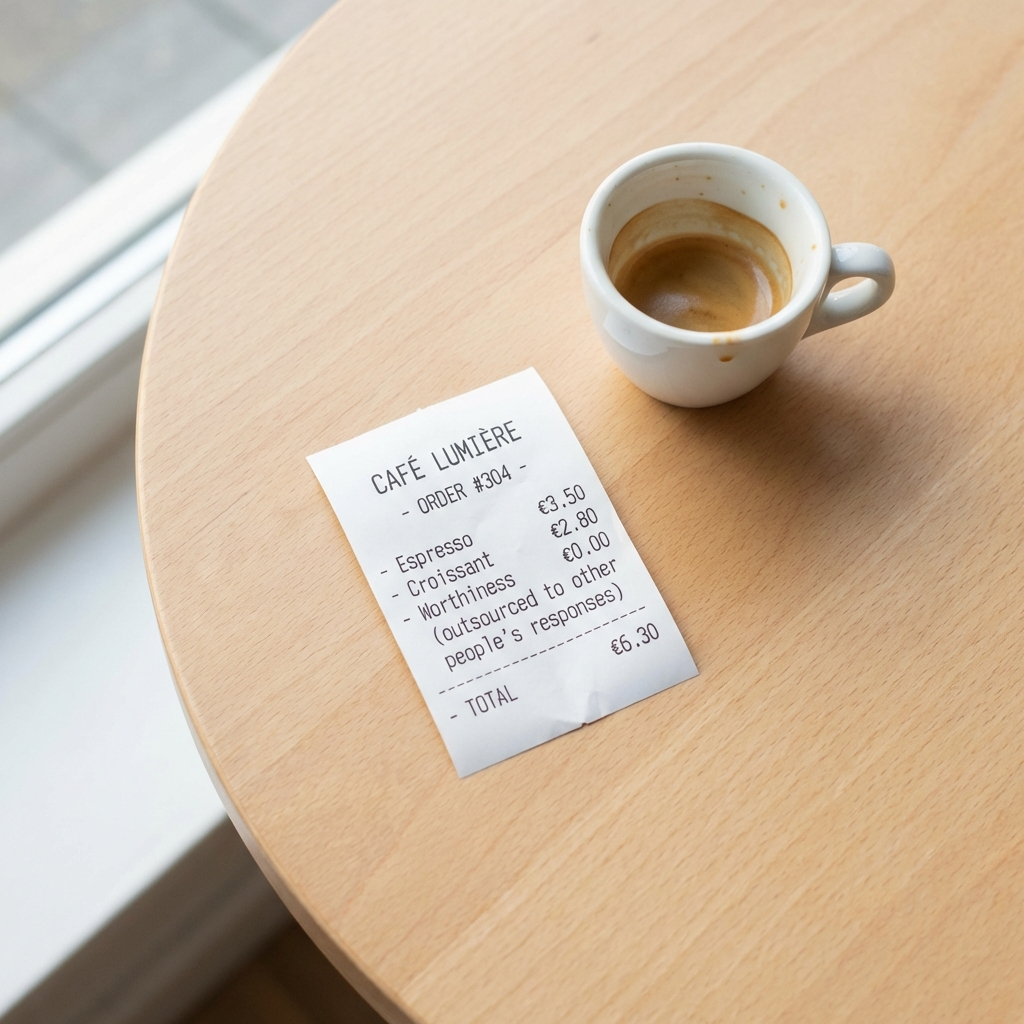 CAFÉ LUMIÈRE
- ORDER #304 -
- Espresso €3.50
- Croissant €2.80
- Worthiness €0.00
(outsourced to other
people's responses)
- TOTAL €6.30